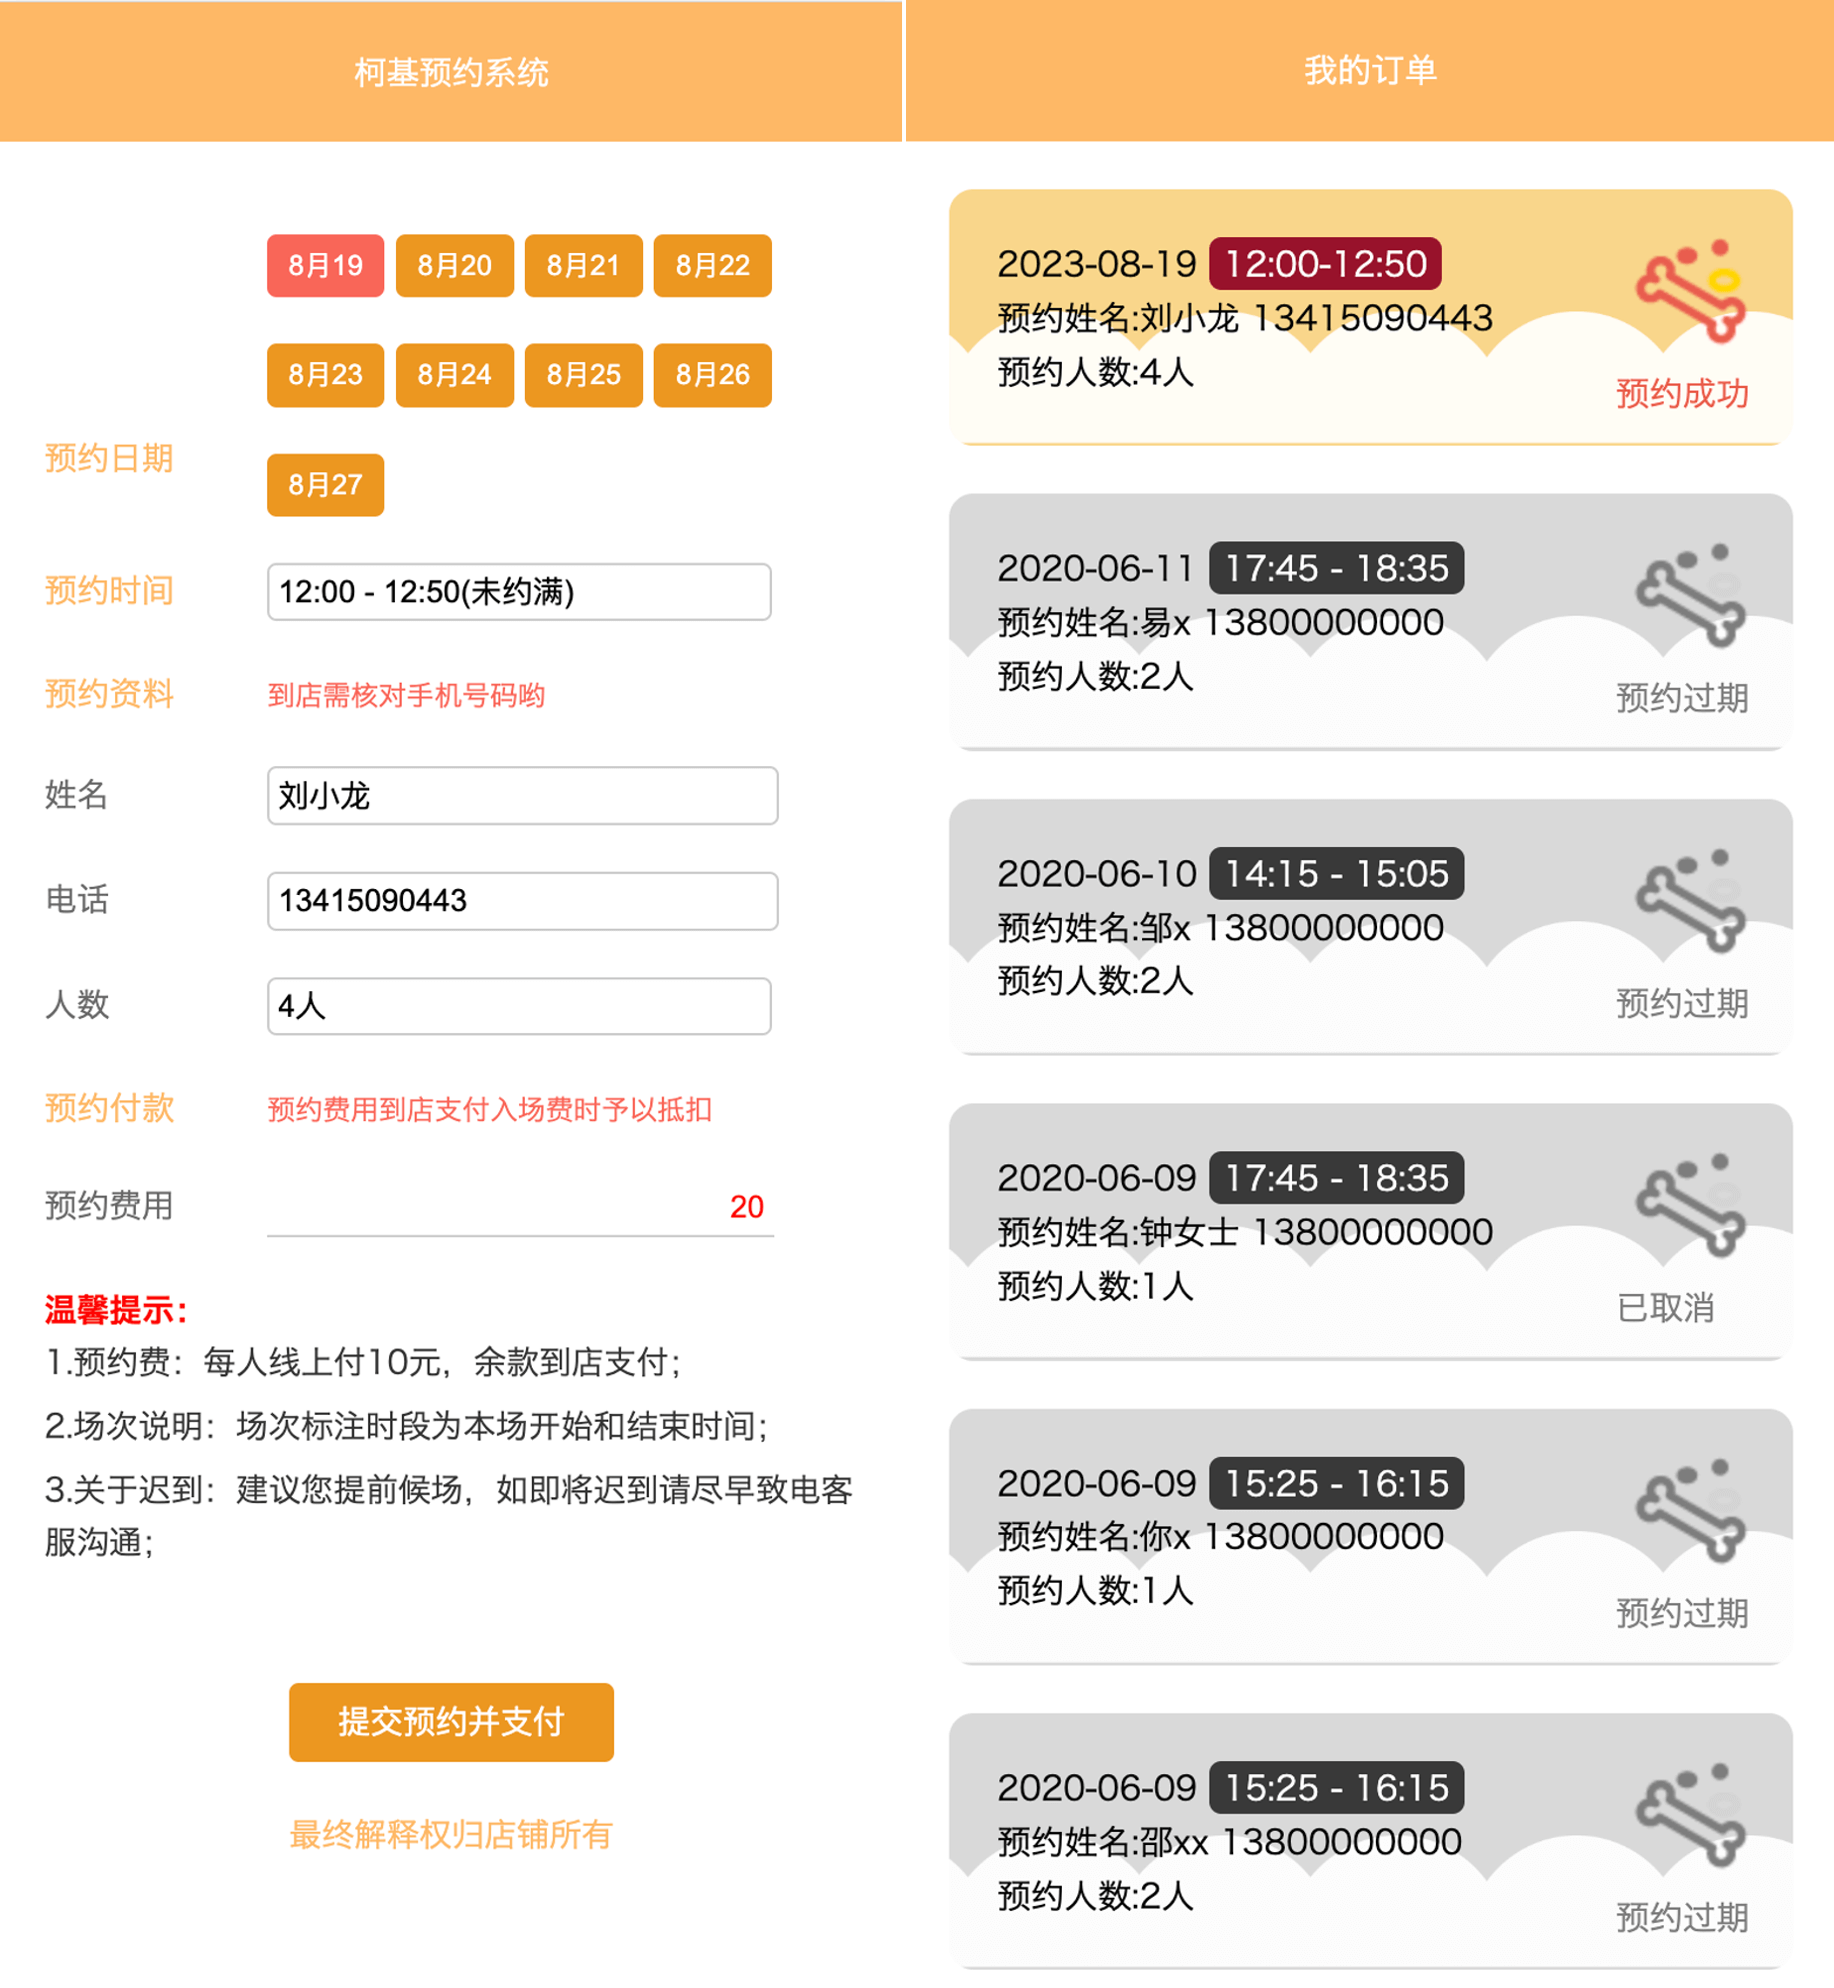 柯基预约系统
8月19 8月20 8月21 8月22
8月23 8月24 8月25 8月26
预约日期
8月27
预约时间 12:00 - 12:50(未约满)
预约资料 到店需核对手机号码哟
姓名 刘小龙
电话 13415090443
人数 4人
预约付款 预约费用到店支付入场费时予以抵扣
预约费用 20
温馨提示：
1.预约费：每人线上付10元，余款到店支付；
2.场次说明：场次标注时段为本场开始和结束时间；
3.关于迟到：建议您提前候场，如即将迟到请尽早致电客
服沟通；
提交预约并支付
最终解释权归店铺所有
我的订单
2023-08-19 12:00-12:50
预约姓名:刘小龙 13415090443
预约人数:4人
预约成功
2020-06-11 17:45 - 18:35
预约姓名:易x 13800000000
预约人数:2人
预约过期
2020-06-10 14:15 - 15:05
预约姓名:邹x 13800000000
预约人数:2人
预约过期
2020-06-09 17:45 - 18:35
预约姓名:钟女士 13800000000
预约人数:1人
已取消
2020-06-09 15:25 - 16:15
预约姓名:你x 13800000000
预约人数:1人
预约过期
2020-06-09 15:25 - 16:15
预约姓名:邵xx 13800000000
预约人数:2人
预约过期